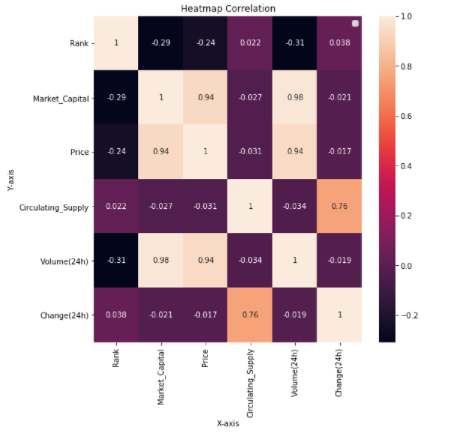 Heatmap Correlation
Y-axis
Rank
1 -0.29 -0.24 0.022 -0.31 0.038
Market_Capital
-0.29 1 0.94 -0.027 0.98 -0.021
Price
-0.24 0.94 1 -0.031 0.94 -0.017
Circulating_Supply
0.022 -0.027 -0.031 1 -0.034 0.76
Volume(24h)
-0.31 0.98 0.94 -0.034 1 -0.019
Change(24h)
0.038 -0.021 -0.017 0.76 -0.019 1
Rank
Market_Capital
Price
Circulating_Supply
Volume(24h)
Change(24h)
X-axis
1.0
0.8
0.6
0.4
0.2
0.0
−0.2